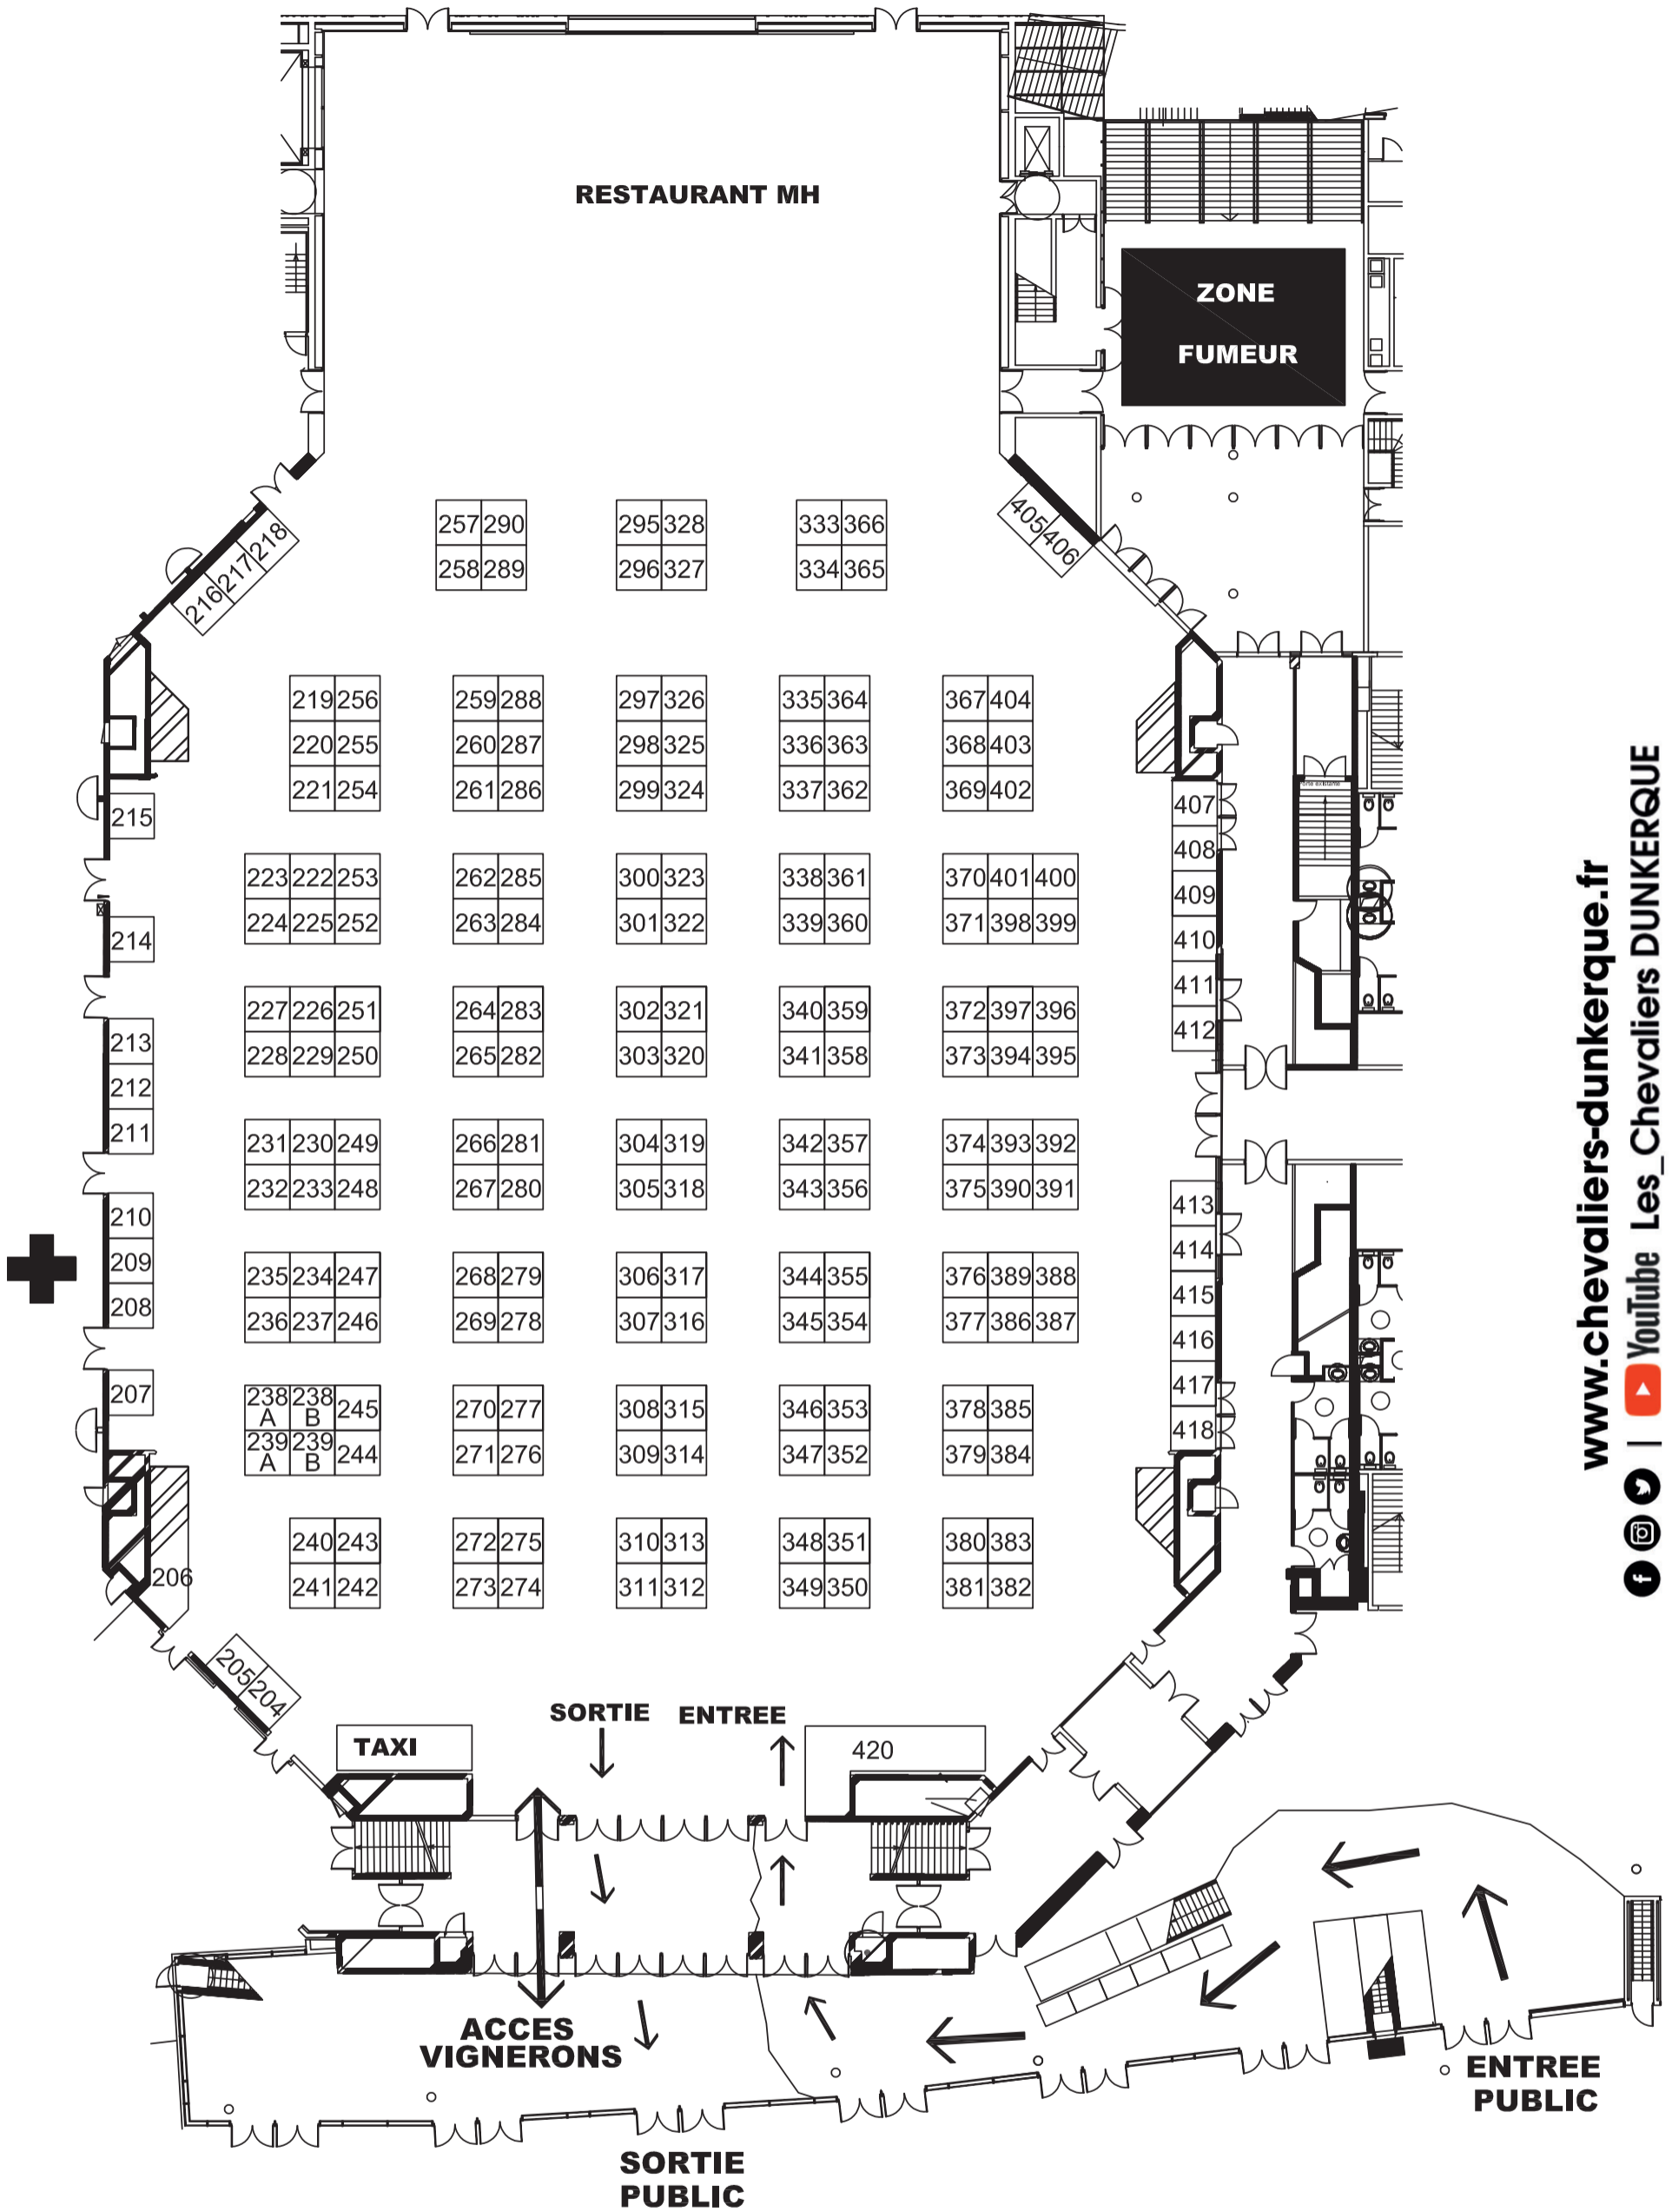 RESTAURANT MH
ZONE
FUMEUR
257 290 295 328 333 366
258 289 296 327 334 365
405 406
216 217 218
219 256 259 288 297 326 335 364 367 404
220 255 260 287 298 325 336 363 368 403
221 254 261 286 299 324 337 362 369 402
215
407
408
409
410
411
412
223 222 253 262 285 300 323 338 361 370 401 400
224 225 252 263 284 301 322 339 360 371 398 399
214
227 226 251 264 283 302 321 340 359 372 397 396
228 229 250 265 282 303 320 341 358 373 394 395
213
212
211
231 230 249 266 281 304 319 342 357 374 393 392
232 233 248 267 280 305 318 343 356 375 390 391
210
209
208
413
414
415
416
417
418
235 234 247 268 279 306 317 344 355 376 389 388
236 237 246 269 278 307 316 345 354 377 386 387
207
238 A 238 B 245 270 277 308 315 346 353 378 385
239 A 239 B 244 271 276 309 314 347 352 379 384
240 243 272 275 310 313 348 351 380 383
241 242 273 274 311 312 349 350 381 382
206
205 204
SORTIE ENTREE
TAXI
420
ACCES
VIGNERONS
ENTREE
PUBLIC
SORTIE
PUBLIC
www.chevaliers-dunkerque.fr
| YouTube Les_Chevaliers DUNKERQUE